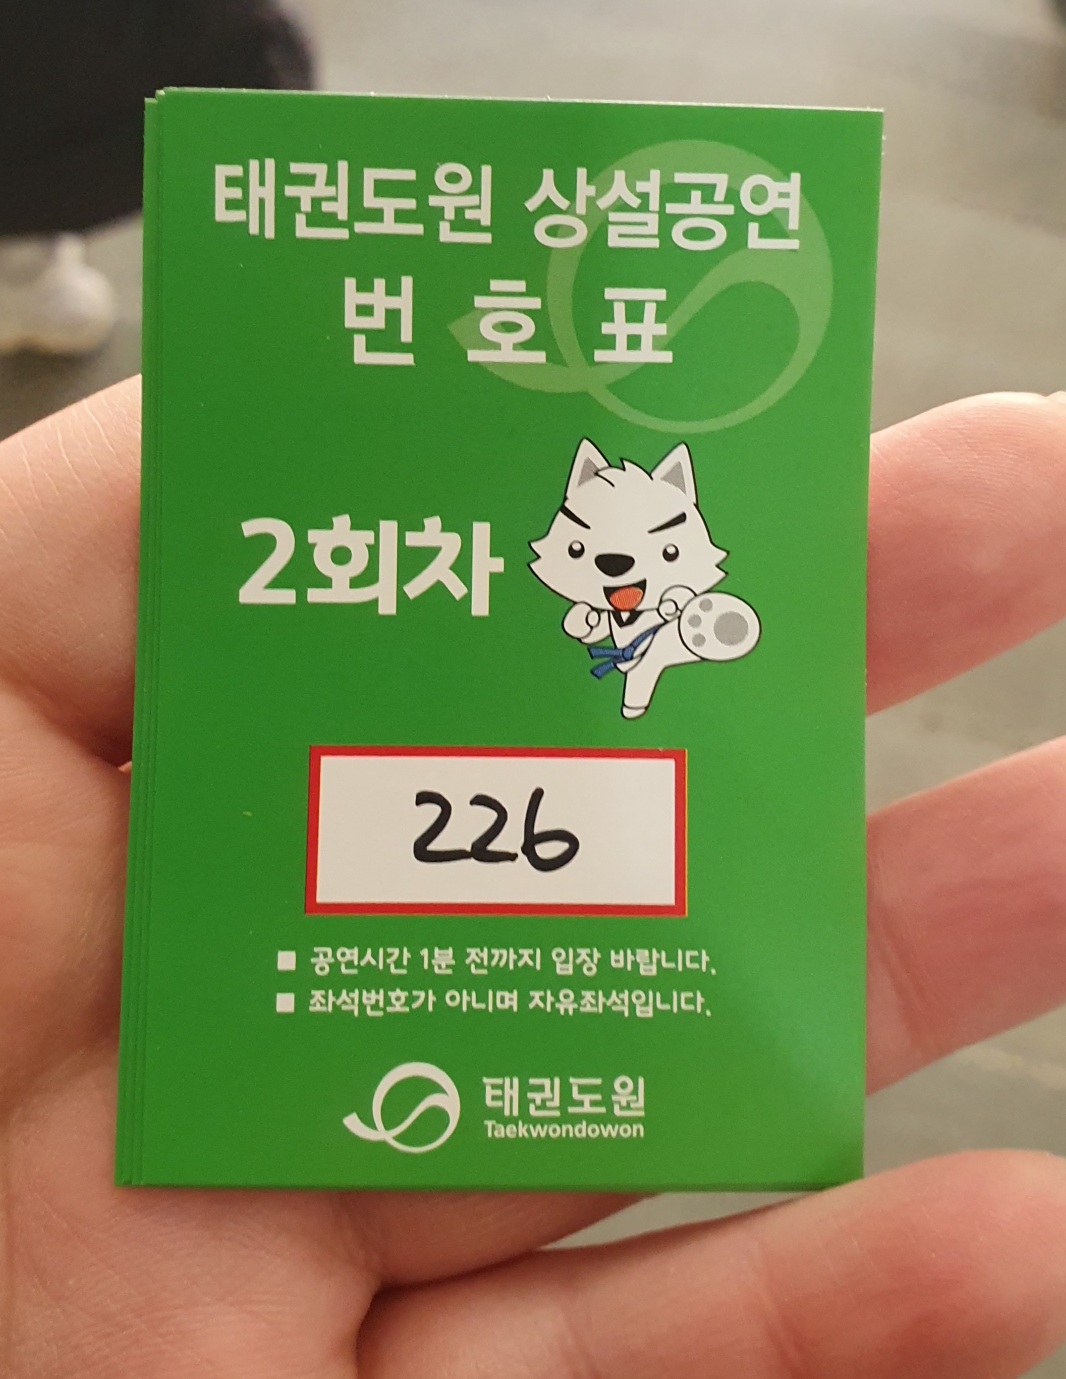 태권도원 상설공연
번 호 표
2회차
226
■ 공연시간 1분 전까지 입장 바랍니다.
■ 좌석번호가 아니며 자유좌석입니다.
태권도원
Taekwondowon